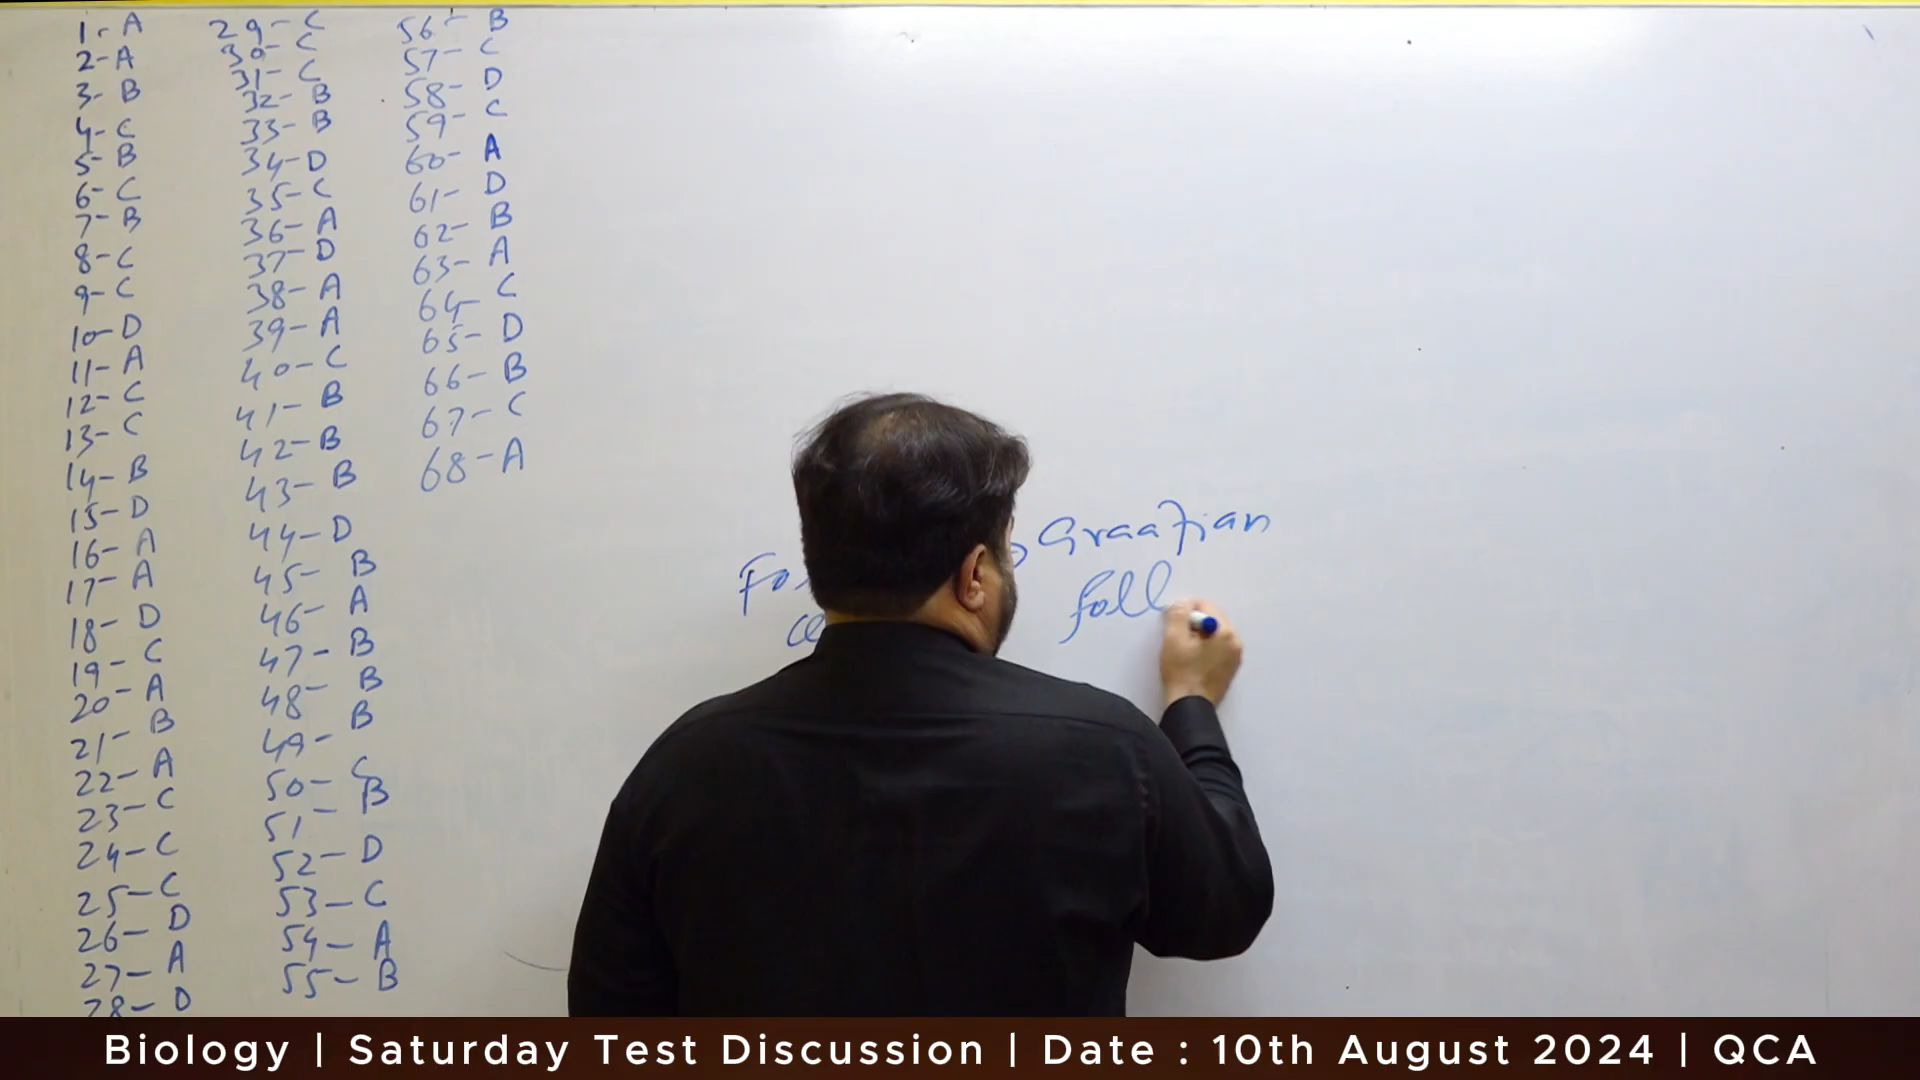 1- A
2- A
3- B
4- C
5- B
6- C
7- B
8- C
9- C
10- D
11- A
12- C
13- C
14- B
15- D
16- A
17- A
18- D
19- C
20- A
21- B
22- A
23- C
24- C
25- C
26- D
27- A
28- D
29- C
30- C
31- C
32- B
33- B
34- D
35- C
36- A
37- D
38- A
39- A
40- C
41- B
42- B
43- B
44- D
45- B
46- A
47- B
48- B
49- B
50- C
51- B
52- D
53- C
54- A
55- B
56- B
57- C
58- D
59- C
60- A
61- D
62- B
63- A
64- C
65- D
66- B
67- C
68- A
Graafian
foll
Biology | Saturday Test Discussion | Date : 10th August 2024 | QCA